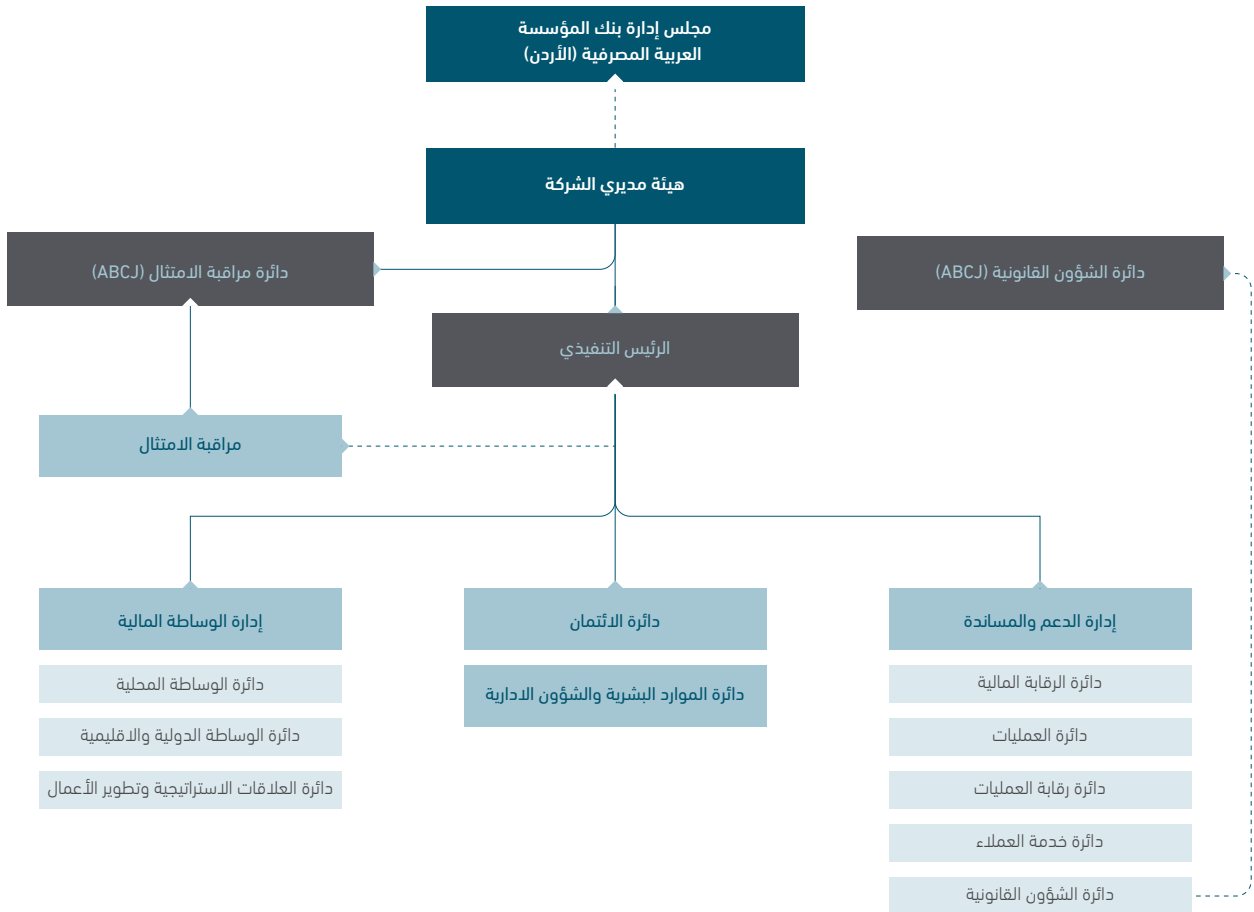 مجلس إدارة بنك المؤسسة
العربية المصرفية (الأردن)
هيئة مديري الشركة
دائرة الشؤون القانونية (ABCJ)
دائرة مراقبة الامتثال (ABCJ)
الرئيس التنفيذي
مراقبة الامتثال
إدارة الدعم والمساندة
دائرة الرقابة المالية
دائرة العمليات
دائرة رقابة العمليات
دائرة خدمة العملاء
دائرة الشؤون القانونية
دائرة الائتمان
دائرة الموارد البشرية والشؤون الادارية
إدارة الوساطة المالية
دائرة الوساطة المحلية
دائرة الوساطة الدولية والاقليمية
دائرة العلاقات الاستراتيجية وتطوير الأعمال